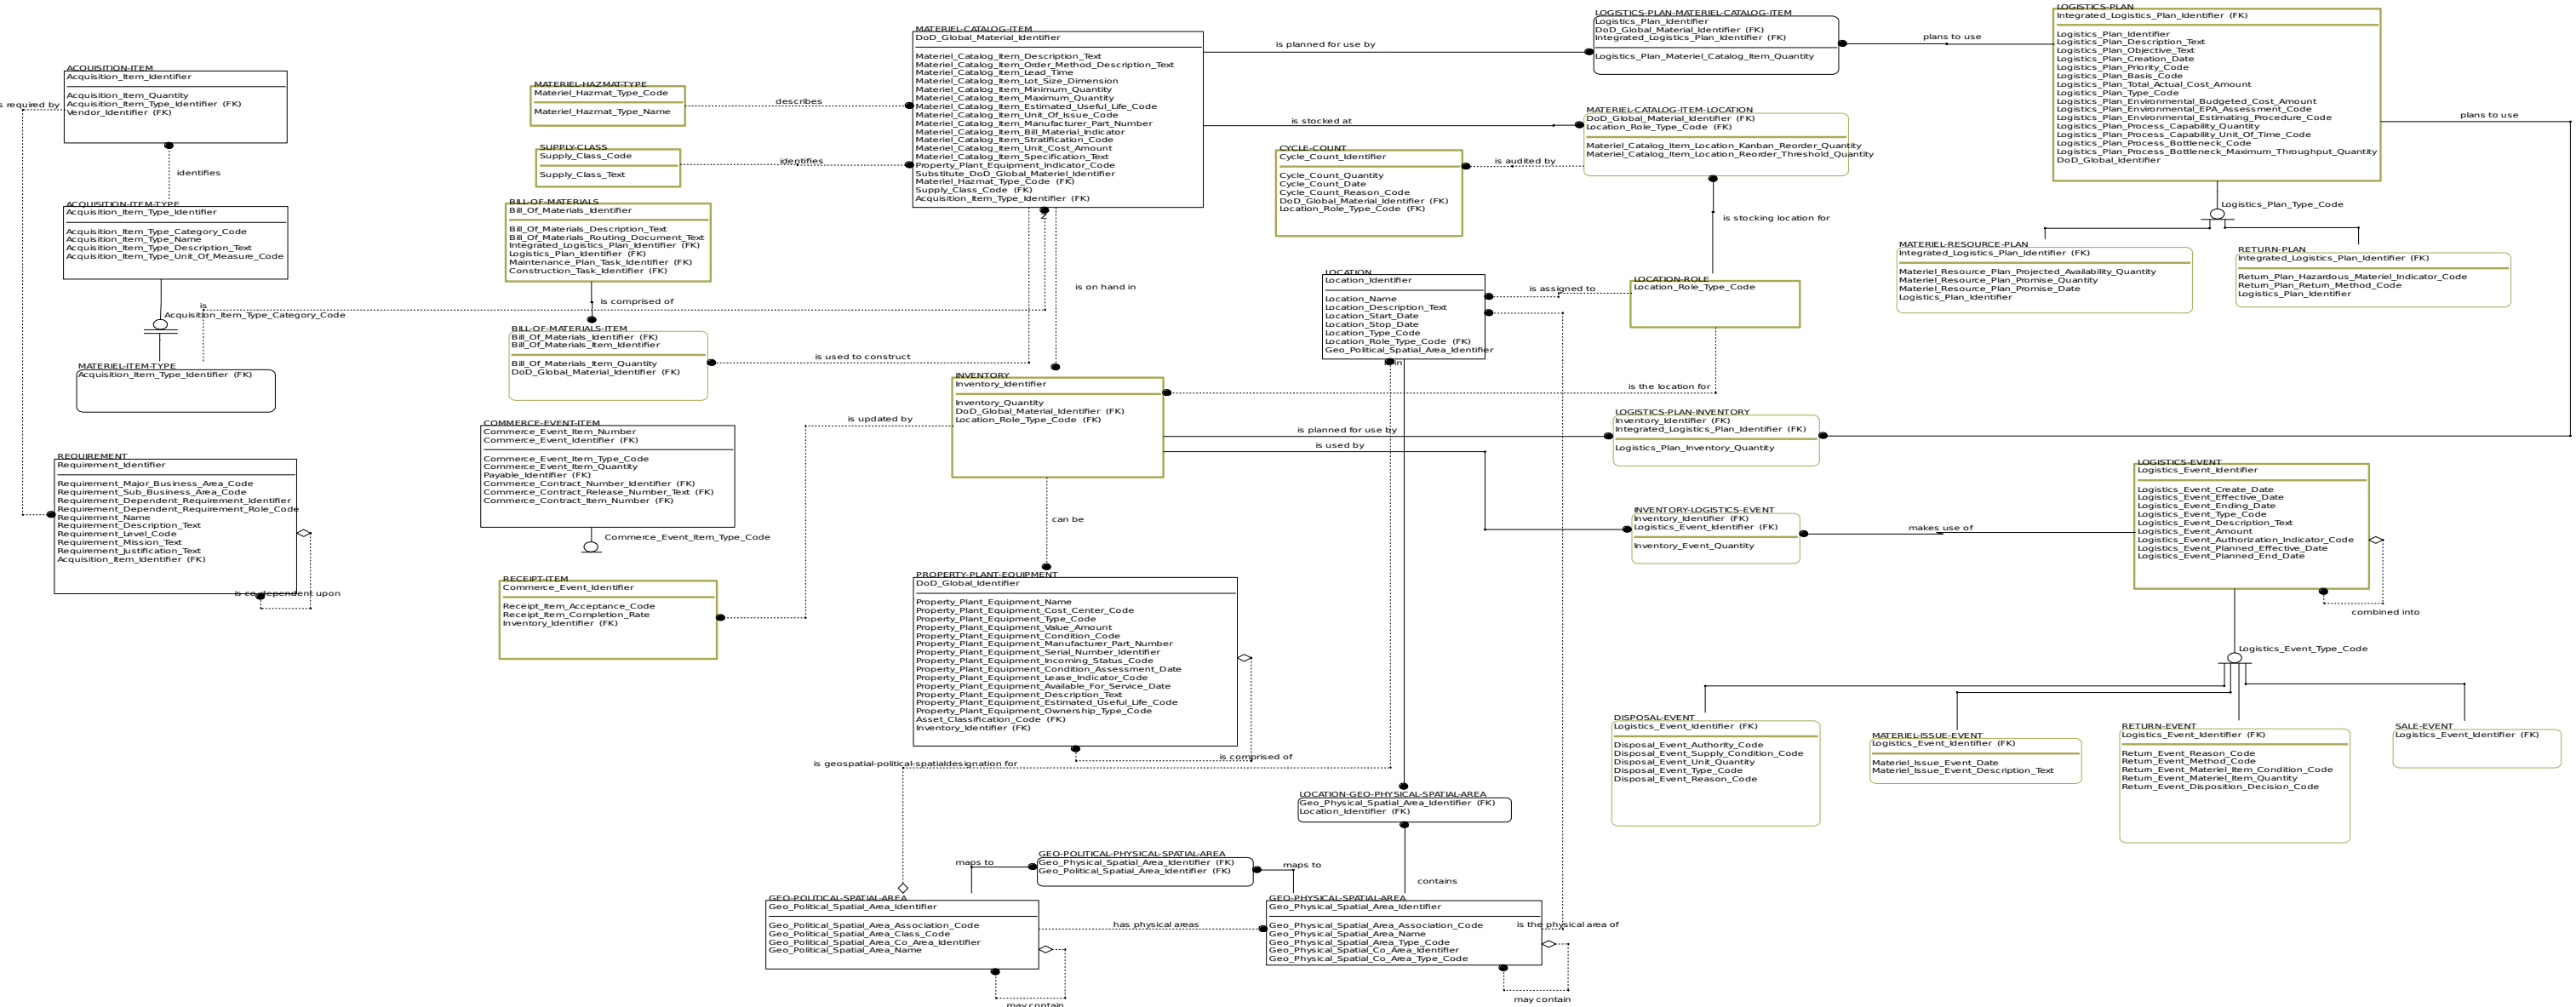 ACQUISITION-ITEM
Acquisition_Item_Identifier
Acquisition_Item_Quantity
Acquisition_Item_Type_Identifier (FK)
Vendor_Identifier (FK)
s required by
identifies
ACQUISITION-ITEM-TYPE
Acquisition_Item_Type_Identifier
Acquisition_Item_Type_Category_Code
Acquisition_Item_Type_Name
Acquisition_Item_Type_Description_Text
Acquisition_Item_Type_Unit_Of_Measure_Code
is
Acquisition_Item_Type_Category_Code
MATERIEL-ITEM-TYPE
Acquisition_Item_Type_Identifier (FK)
REQUIREMENT
Requirement_Identifier
Requirement_Major_Business_Area_Code
Requirement_Sub_Business_Area_Code
Requirement_Dependent_Requirement_Identifier
Requirement_Dependent_Requirement_Role_Code
Requirement_Name
Requirement_Description_Text
Requirement_Level_Code
Requirement_Mission_Text
Requirement_Justification_Text
Acquisition_Item_Identifier (FK)
is co-dependent upon
MATERIEL-HAZMAT-TYPE
Materiel_Hazmat_Type_Code
Materiel_Hazmat_Type_Name
describes
SUPPLY-CLASS
Supply_Class_Code
Supply_Class_Text
identifies
BILL-OF-MATERIALS
Bill_Of_Materials_Identifier
Bill_Of_Materials_Description_Text
Bill_Of_Materials_Routing_Document_Text
Integrated_Logistics_Plan_Identifier (FK)
Logistics_Plan_Identifier (FK)
Maintenance_Plan_Task_Identifier (FK)
Construction_Task_Identifier (FK)
is comprised of
BILL-OF-MATERIALS-ITEM
Bill_Of_Materials_Identifier (FK)
Bill_Of_Materials_Item_Identifier
Bill_Of_Materials_Item_Quantity
DoD_Global_Material_Identifier (FK)
is used to construct
COMMERCE-EVENT-ITEM
Commerce_Event_Item_Number
Commerce_Event_Identifier (FK)
Commerce_Event_Item_Type_Code
Commerce_Event_Item_Quantity
Payable_Identifier (FK)
Commerce_Contract_Number_Identifier (FK)
Commerce_Contract_Release_Number_Text (FK)
Commerce_Contract_Item_Number (FK)
Commerce_Event_Item_Type_Code
RECEIPT-ITEM
Commerce_Event_Identifier
Receipt_Item_Acceptance_Code
Receipt_Item_Completion_Rate
Inventory_Identifier (FK)
is updated by
MATERIEL-CATALOG-ITEM
DoD_Global_Material_Identifier
Materiel_Catalog_Item_Description_Text
Materiel_Catalog_Item_Order_Method_Description_Text
Materiel_Catalog_Item_Lead_Time
Materiel_Catalog_Item_Lot_Size_Dimension
Materiel_Catalog_Item_Minimum_Quantity
Materiel_Catalog_Item_Maximum_Quantity
Materiel_Catalog_Item_Estimated_Useful_Life_Code
Materiel_Catalog_Item_Unit_Of_Issue_Code
Materiel_Catalog_Item_Manufacturer_Part_Number
Materiel_Catalog_Item_Bill_Material_Indicator
Materiel_Catalog_Item_Stratification_Code
Materiel_Catalog_Item_Unit_Cost_Amount
Materiel_Catalog_Item_Specification_Text
Property_Plant_Equipment_Indicator_Code
Substitute_DoD_Global_Materiel_Identifier
Materiel_Hazmat_Type_Code (FK)
Supply_Class_Code (FK)
Acquisition_Item_Type_Identifier (FK)
Z
is on hand in
INVENTORY
Inventory_Identifier
Inventory_Quantity
DoD_Global_Material_Identifier (FK)
Location_Role_Type_Code (FK)
can be
PROPERTY-PLANT-EQUIPMENT
DoD_Global_Identifier
Property_Plant_Equipment_Name
Property_Plant_Equipment_Cost_Center_Code
Property_Plant_Equipment_Type_Code
Property_Plant_Equipment_Value_Amount
Property_Plant_Equipment_Condition_Code
Property_Plant_Equipment_Manufacturer_Part_Number
Property_Plant_Equipment_Serial_Number_Identifier
Property_Plant_Equipment_Incoming_Status_Code
Property_Plant_Equipment_Condition_Assessment_Date
Property_Plant_Equipment_Lease_Indicator_Code
Property_Plant_Equipment_Available_For_Service_Date
Property_Plant_Equipment_Description_Text
Property_Plant_Equipment_Estimated_Useful_Life_Code
Property_Plant_Equipment_Ownership_Type_Code
Asset_Classification_Code (FK)
Inventory_Identifier (FK)
is comprised of
is geospatial-political-spatialdesignation for
is planned for use by
is stocked at
LOGISTICS-PLAN-MATERIEL-CATALOG-ITEM
Logistics_Plan_Identifier
DoD_Global_Material_Identifier (FK)
Integrated_Logistics_Plan_Identifier (FK)
Logistics_Plan_Materiel_Catalog_Item_Quantity
plans to use
MATERIEL-CATALOG-ITEM-LOCATION
DoD_Global_Material_Identifier (FK)
Location_Role_Type_Code (FK)
Materiel_Catalog_Item_Location_Kanban_Reorder_Quantity
Materiel_Catalog_Item_Location_Reorder_Threshold_Quantity
CYCLE-COUNT
Cycle_Count_Identifier
Cycle_Count_Quantity
Cycle_Count_Date
Cycle_Count_Reason_Code
DoD_Global_Material_Identifier (FK)
Location_Role_Type_Code (FK)
is audited by
is stocking location for
LOCATION
Location_Identifier
Location_Name
Location_Description_Text
Location_Start_Date
Location_Stop_Date
Location_Type_Code
Location_Role_Type_Code (FK)
Geo_Political_Spatial_Area_Identifier
is in
is assigned to
LOCATION-ROLE
Location_Role_Type_Code
is the location for
is planned for use by
is used by
LOGISTICS-PLAN-INVENTORY
Inventory_Identifier (FK)
Integrated_Logistics_Plan_Identifier (FK)
Logistics_Plan_Inventory_Quantity
INVENTORY-LOGISTICS-EVENT
Inventory_Identifier (FK)
Logistics_Event_Identifier (FK)
Inventory_Event_Quantity
makes use of
LOGISTICS-PLAN
Integrated_Logistics_Plan_Identifier (FK)
Logistics_Plan_Identifier
Logistics_Plan_Description_Text
Logistics_Plan_Objective_Text
Logistics_Plan_Creation_Date
Logistics_Plan_Priority_Code
Logistics_Plan_Basis_Code
Logistics_Plan_Total_Actual_Cost_Amount
Logistics_Plan_Type_Code
Logistics_Plan_Environmental_Budgeted_Cost_Amount
Logistics_Plan_Environmental_EPA_Assessment_Code
Logistics_Plan_Environmental_Estimating_Procedure_Code
Logistics_Plan_Process_Capability_Quantity
Logistics_Plan_Process_Capability_Unit_Of_Time_Code
Logistics_Plan_Process_Bottleneck_Code
Logistics_Plan_Process_Bottleneck_Maximum_Throughput_Quantity
DoD_Global_Identifier
plans to use
Logistics_Plan_Type_Code
MATERIEL-RESOURCE-PLAN
Integrated_Logistics_Plan_Identifier (FK)
Materiel_Resource_Plan_Projected_Availability_Quantity
Materiel_Resource_Plan_Promise_Quantity
Materiel_Resource_Plan_Promise_Date
Logistics_Plan_Identifier
RETURN-PLAN
Integrated_Logistics_Plan_Identifier (FK)
Return_Plan_Hazardous_Materiel_Indicator_Code
Return_Plan_Return_Method_Code
Logistics_Plan_Identifier
LOGISTICS-EVENT
Logistics_Event_Identifier
Logistics_Event_Create_Date
Logistics_Event_Effective_Date
Logistics_Event_Ending_Date
Logistics_Event_Type_Code
Logistics_Event_Description_Text
Logistics_Event_Amount
Logistics_Event_Authorization_Indicator_Code
Logistics_Event_Planned_Effective_Date
Logistics_Event_Planned_End_Date
combined into
Logistics_Event_Type_Code
DISPOSAL-EVENT
Logistics_Event_Identifier (FK)
Disposal_Event_Authority_Code
Disposal_Event_Supply_Condition_Code
Disposal_Event_Unit_Quantity
Disposal_Event_Type_Code
Disposal_Event_Reason_Code
MATERIEL-ISSUE-EVENT
Logistics_Event_Identifier (FK)
Materiel_Issue_Event_Date
Materiel_Issue_Event_Description_Text
RETURN-EVENT
Logistics_Event_Identifier (FK)
Return_Event_Reason_Code
Return_Event_Method_Code
Return_Event_Materiel_Item_Condition_Code
Return_Event_Materiel_Item_Quantity
Return_Event_Disposition_Decision_Code
SALE-EVENT
Logistics_Event_Identifier (FK)
LOCATION-GEO-PHYSICAL-SPATIAL-AREA
Geo_Physical_Spatial_Area_Identifier (FK)
Location_Identifier (FK)
contains
GEO-POLITICAL-PHYSICAL-SPATIAL-AREA
Geo_Physical_Spatial_Area_Identifier (FK)
Geo_Political_Spatial_Area_Identifier (FK)
maps to
maps to
GEO-POLITICAL-SPATIAL-AREA
Geo_Political_Spatial_Area_Identifier
Geo_Political_Spatial_Area_Association_Code
Geo_Political_Spatial_Area_Class_Code
Geo_Political_Spatial_Area_Co_Area_Identifier
Geo_Political_Spatial_Area_Name
may contain
has physical areas
GEO-PHYSICAL-SPATIAL-AREA
Geo_Physical_Spatial_Area_Identifier
Geo_Physical_Spatial_Area_Association_Code
Geo_Physical_Spatial_Area_Name
Geo_Physical_Spatial_Area_Type_Code
Geo_Physical_Spatial_Co_Area_Identifier
Geo_Physical_Spatial_Co_Area_Type_Code
is the physical area of
may contain